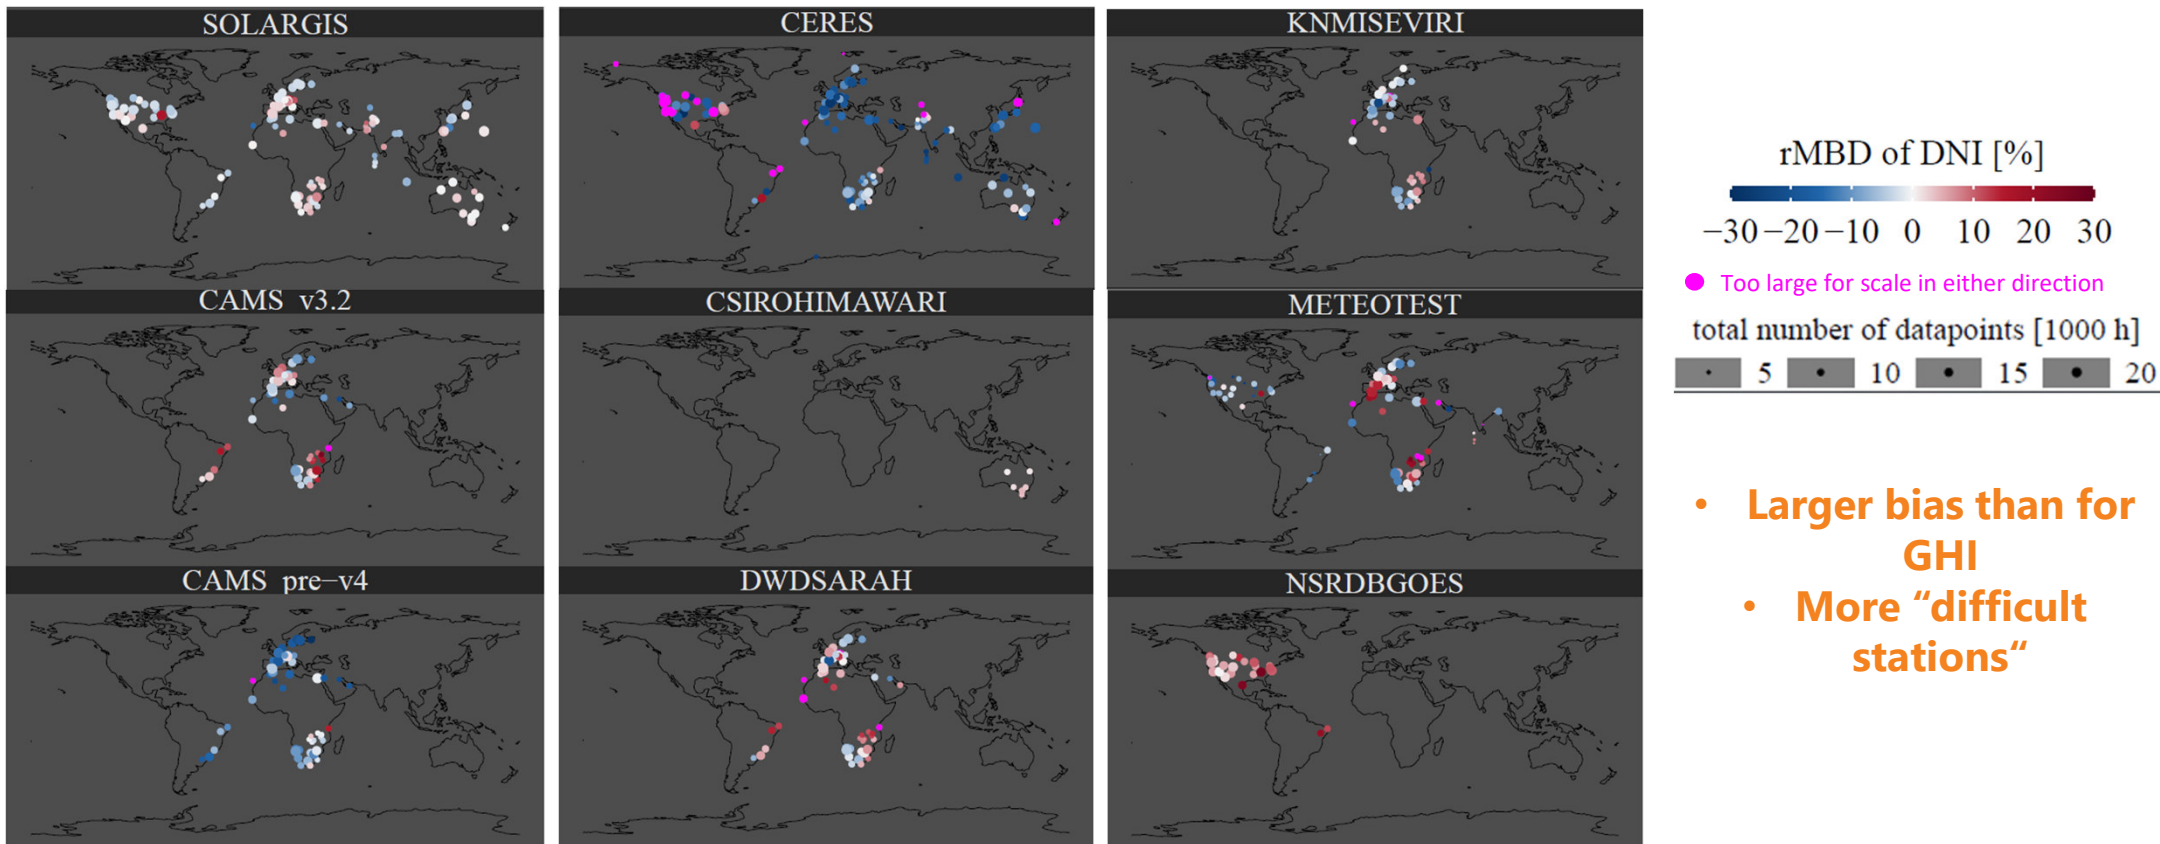 SOLARGIS
CERES
KNMISEVIRI
CAMS v3.2
CSIROHIMAWARI
METEOTEST
CAMS pre−v4
DWDSARAH
NSRDBGOES
rMBD of DNI [%]
−30 −20 −10 0 10 20 30
Too large for scale in either direction
total number of datapoints [1000 h]
5 10 15 20
• Larger bias than for
GHI
• More “difficult
stations“